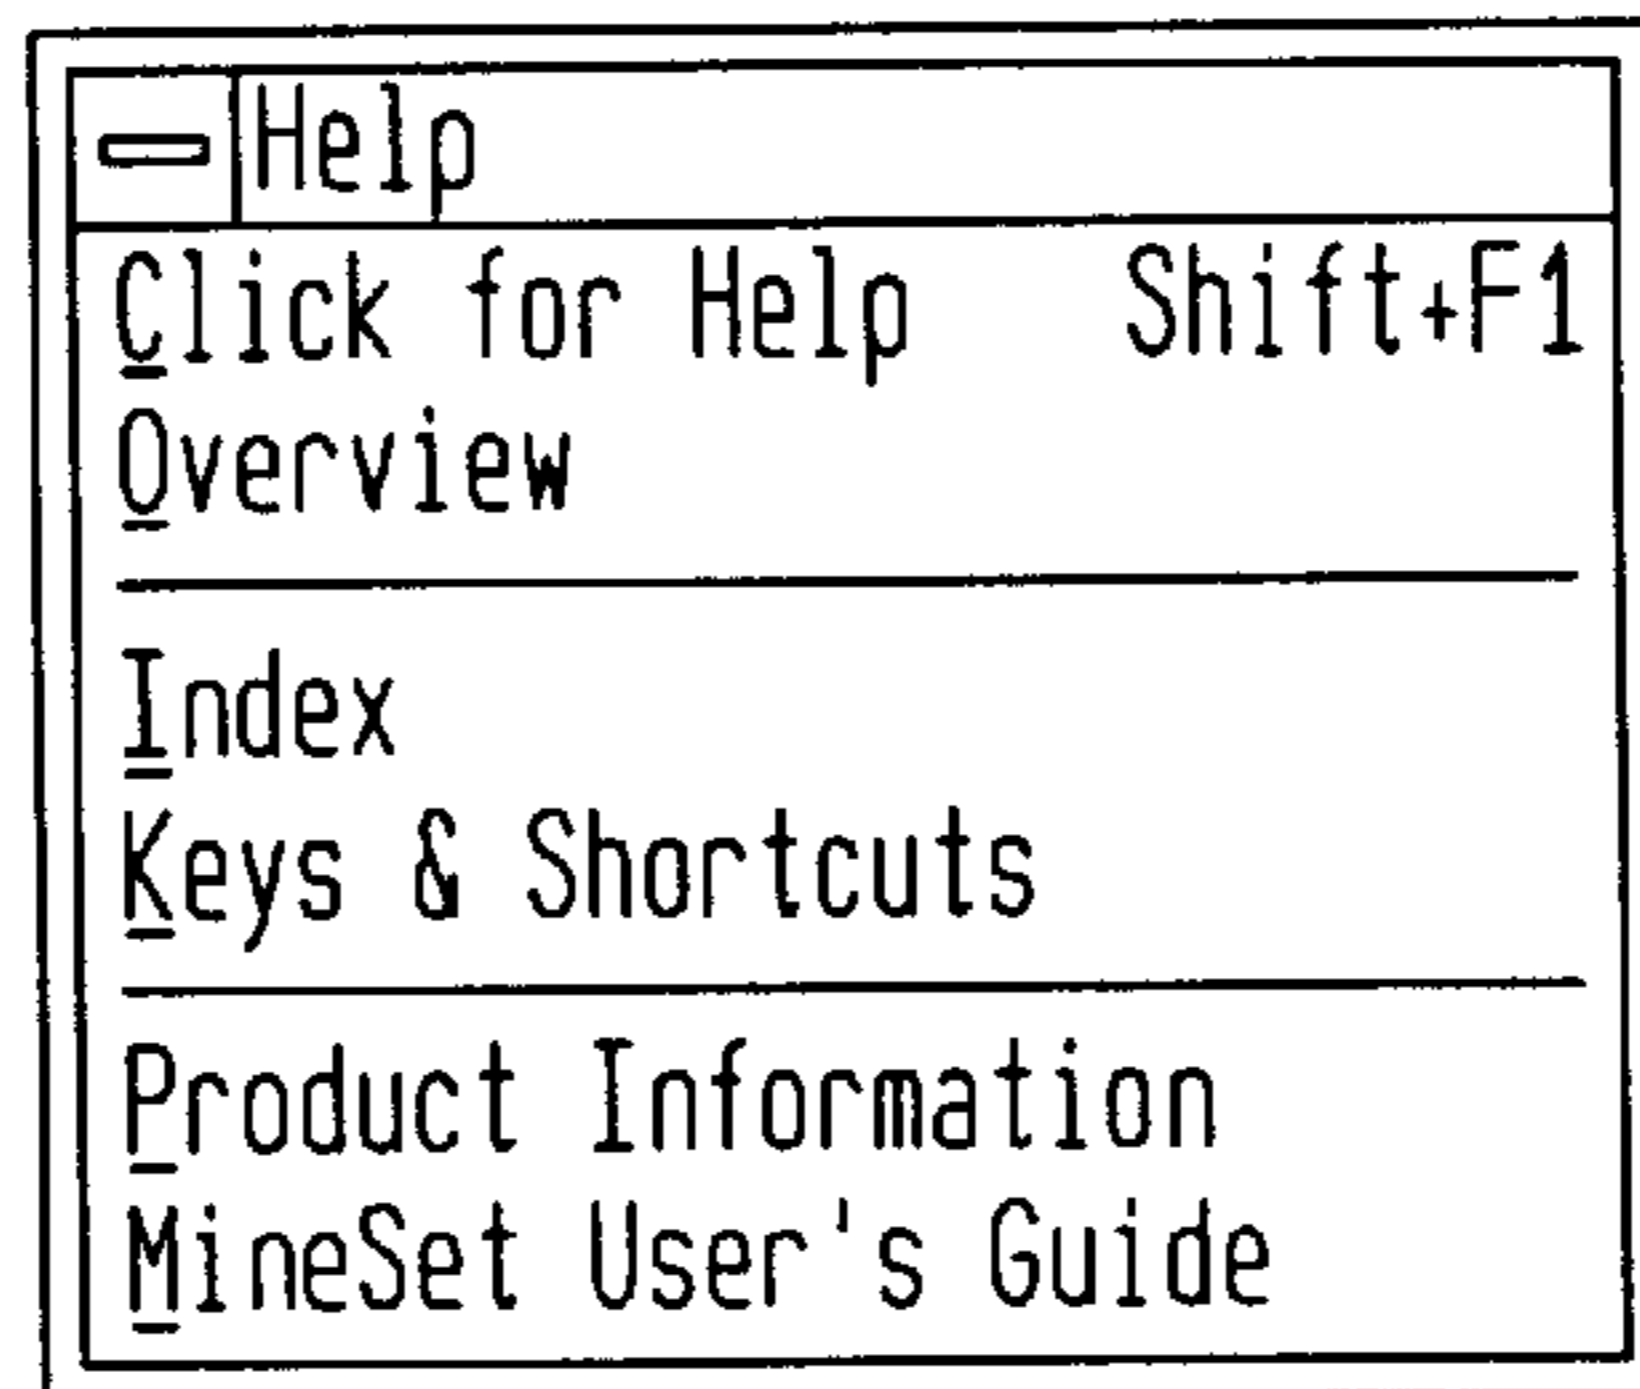 Help
Click for Help Shift+F1
Overview
Index
Keys & Shortcuts
Product Information
MineSet User's Guide